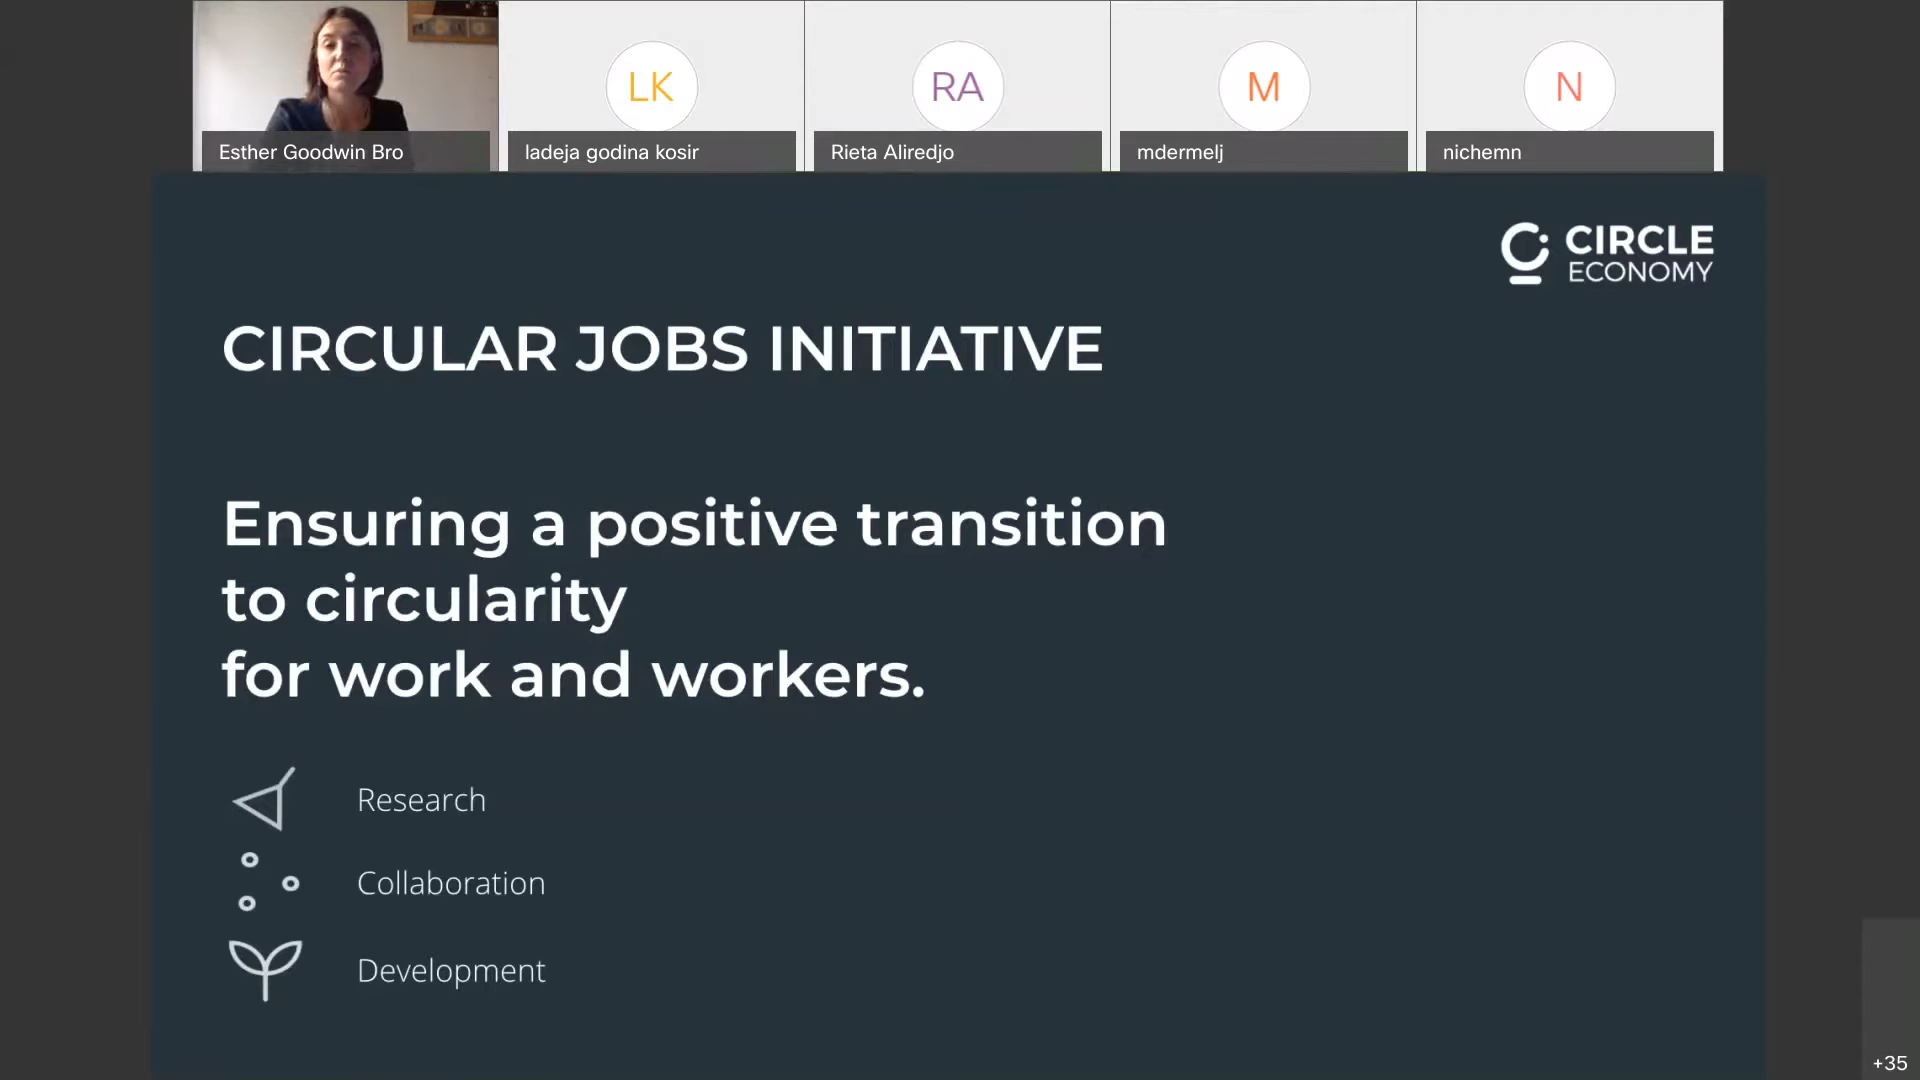 LK
RA
M
N
Esther Goodwin Bro
ladeja godina kosir
Rieta Aliredjo
mdermelj
nichemn
CIRCLE
ECONOMY
CIRCULAR JOBS INITIATIVE
Ensuring a positive transition
to circularity
for work and workers.
Research
Collaboration
Development
+35